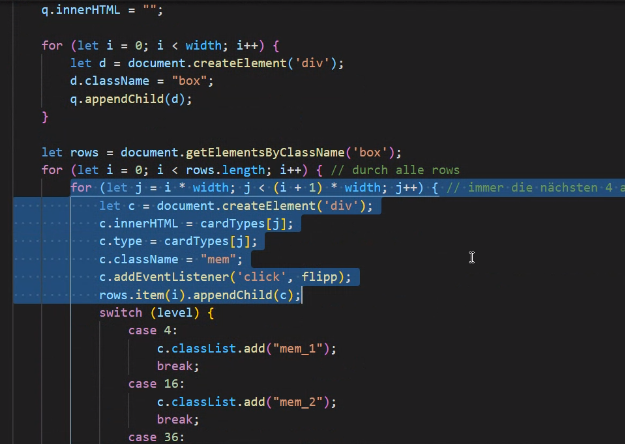 q.innerHTML = "";
for (let i = 0; i < width; i++) {
let d = document.createElement('div');
d.className = "box";
q.appendChild(d);
}
let rows = document.getElementsByClassName('box');
for (let i = 0; i < rows.length; i++) { // durch alle rows
for (let j = i * width; j < (i + 1) * width; j++) { // immer die nächsten 4 a
let c = document.createElement('div');
c.innerHTML = cardTypes[j];
c.type = cardTypes[j];
c.className = "mem";
c.addEventListener('click', flipp);
rows.item(i).appendChild(c);
switch (level) {
case 4:
c.classList.add("mem_1");
break;
case 16:
c.classList.add("mem_2");
break;
case 36: